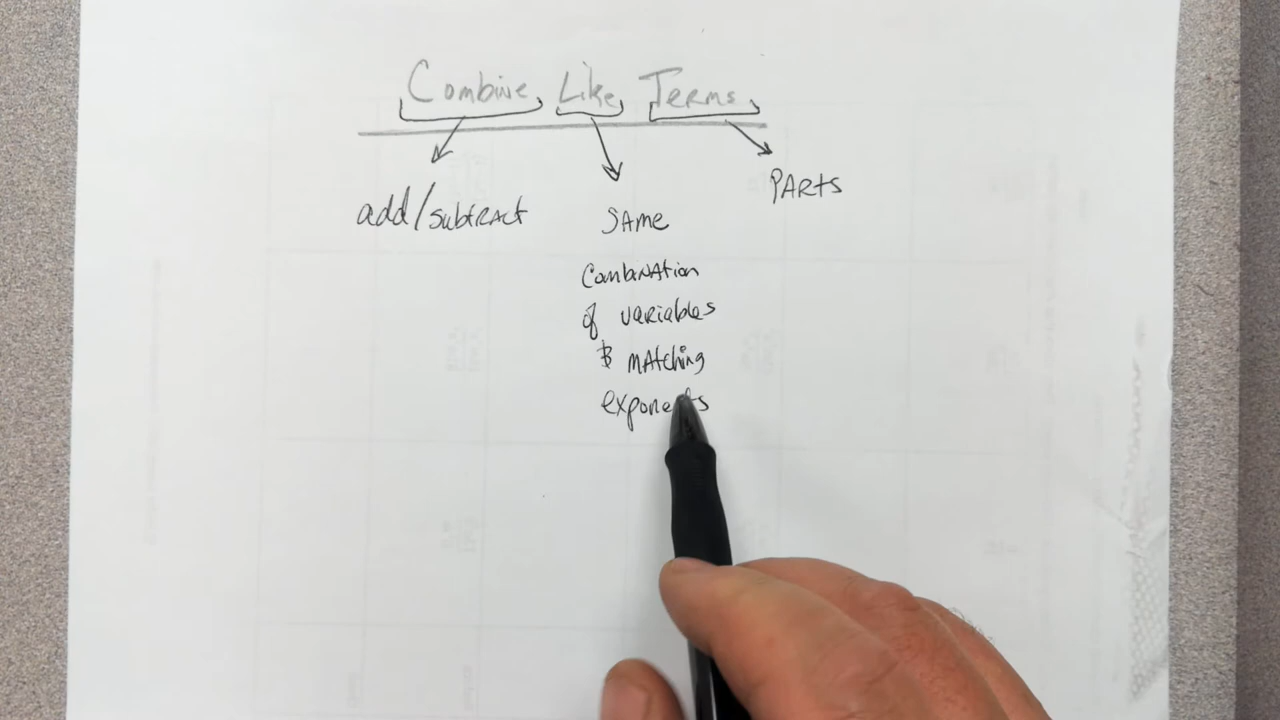 Combine Like Terms
add/subtract
SAME
Combination
of variables
& matching
exponents
PARTS